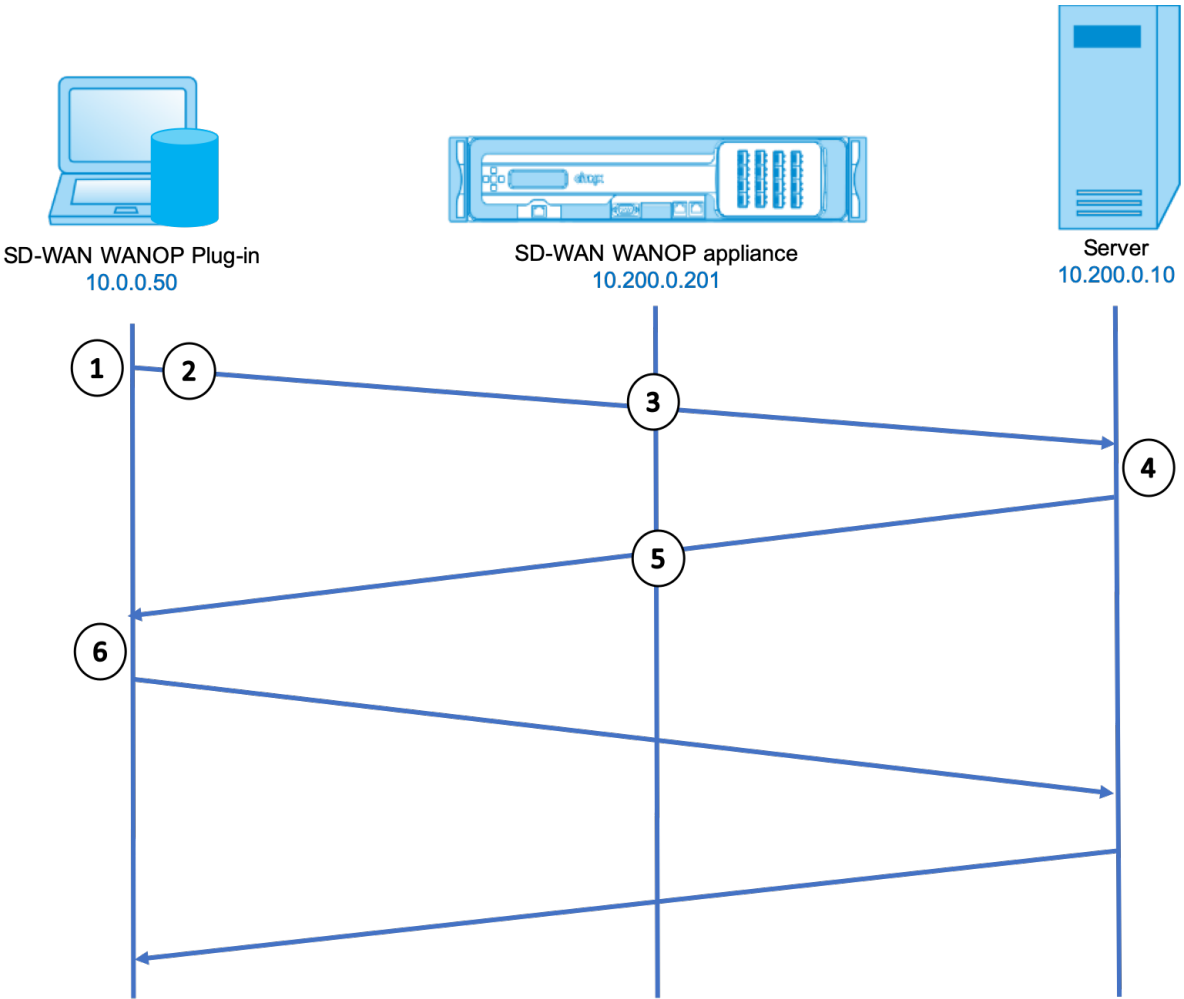 SD-WAN WANOP Plug-in
10.0.0.50
citrix
SD-WAN WANOP appliance
10.200.0.201
Server
10.200.0.10
1
2
3
4
5
6